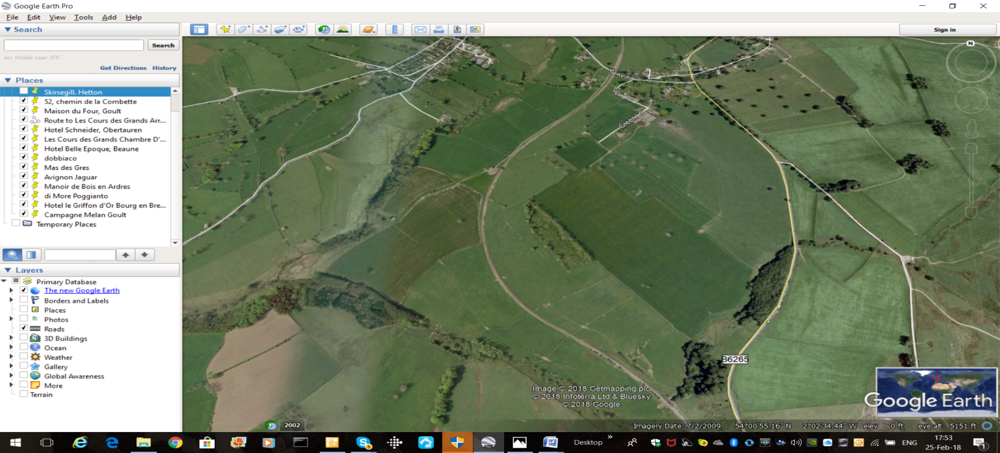 Google Earth Pro
File Edit View Tools Add Help
Search
Search
ex: Hotels near JFK
Get Directions History
Places
Skirsegill. Hetton
52, chemin de la Combette
Maison du Four, Goult
Route to Les Cours des Grands Arr...
Hotel Schneider, Obertauren
Les Cours des Grands Chambre D'...
Hotel Belle Epoque, Beaune
dobbiaco
Mas des Gres
Avignon Jaguar
Manoir de Bois en Ardres
di More Poggianto
Hotel le Griffon d'Or Bourg en Bre...
Campagne Melan Goult
Temporary Places
Layers
Primary Database
The new Google Earth
Borders and Labels
Places
Photos
Roads
3D Buildings
Ocean
Weather
Gallery
Global Awareness
More
Terrain
Sign in
N
Green Ln
B6265
Image © 2018 Getmapping plc
© 2018 Infoterra Ltd & Bluesky
© 2018 Google
Google Earth
2002
Imagery Date: 7/2/2009 54°00'55.16" N 2°02'34.44" W elev 0 ft eye alt 5151 ft
Desktop
ENG
17:53
25-Feb-18